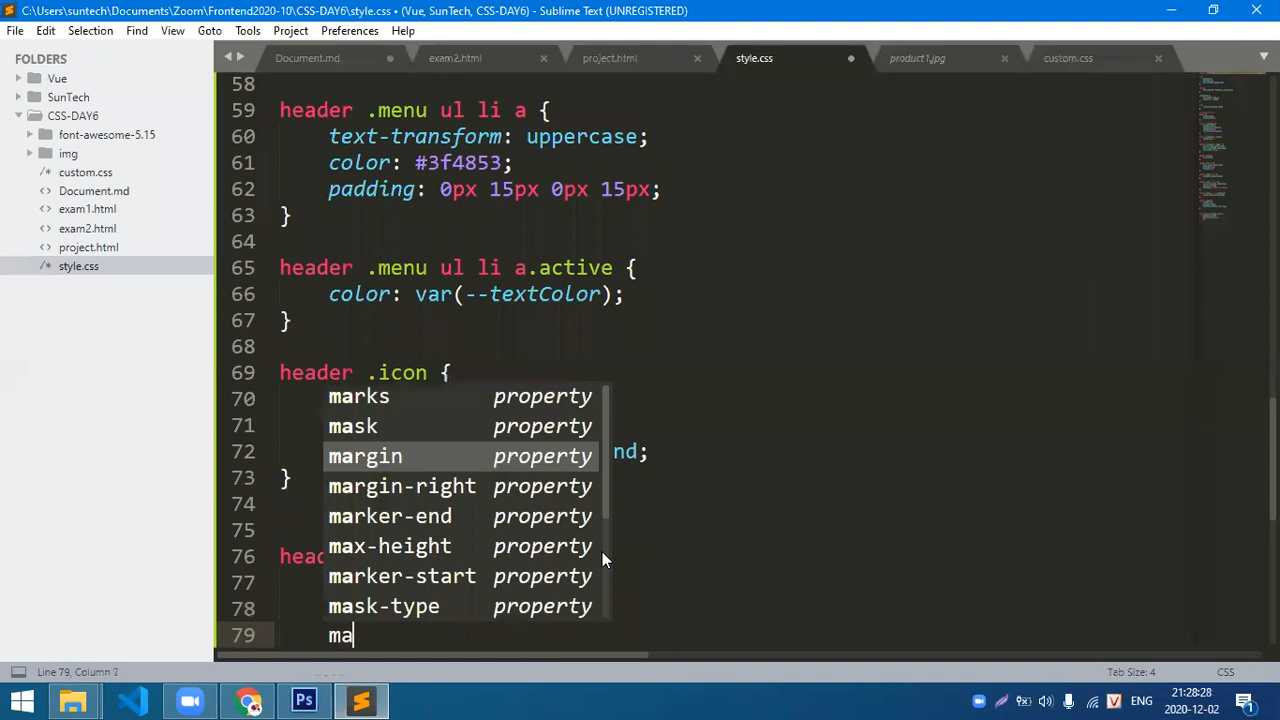 C:\Users\suntech\Documents\Zoom\Frontend2020-10\CSS-DAY6\style.css • (Vue, SunTech, CSS-DAY6) - Sublime Text (UNREGISTERED)
File Edit Selection Find View Goto Tools Project Preferences Help
FOLDERS
Vue
SunTech
CSS-DAY6
font-awesome-5.15
img
custom.css
Document.md
exam1.html
exam2.html
project.html
style.css
Document.md exam2.html project.html style.css product1.jpg custom.css
58
59 header .menu ul li a {
60 text-transform: uppercase;
61 color: #3f4853;
62 padding: 0px 15px 0px 15px;
63 }
64
65 header .menu ul li a.active {
66 color: var(--textColor);
67 }
68
69 header .icon {
70
71
72 nd;
73 }
74
75
76 head
77
78
79 ma
marks property
mask property
margin property
margin-right property
marker-end property
max-height property
marker-start property
mask-type property
Line 79, Column 2
Tab Size: 4 CSS
ENG
21:28:28
2020-12-02